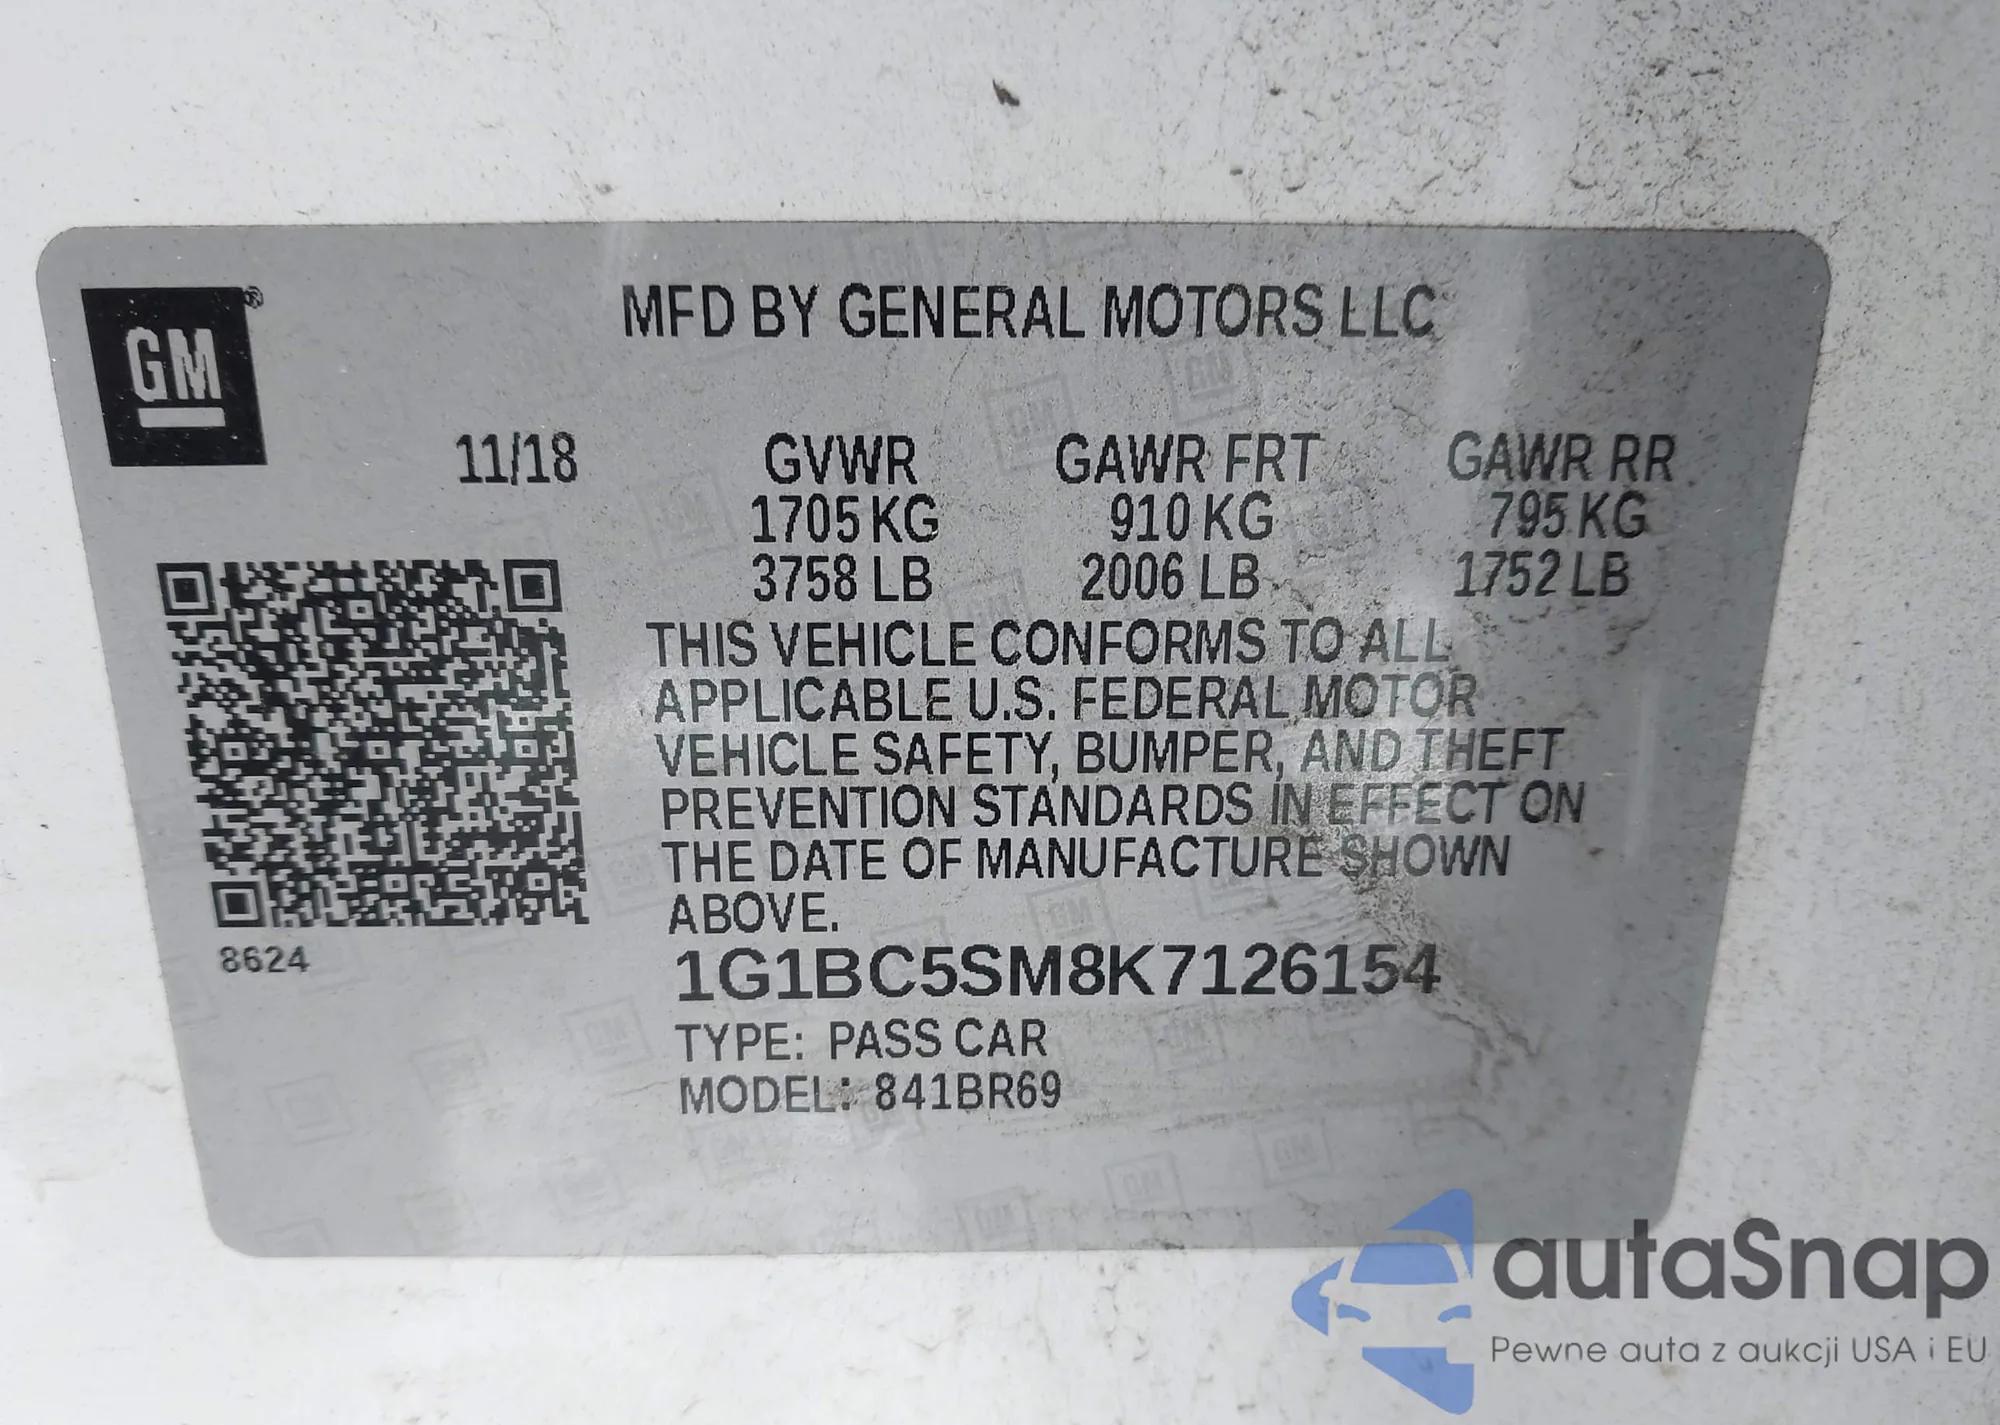 GM
®
MFD BY GENERAL MOTORS LLC
11/18 GVWR GAWR FRT GAWR RR
1705 KG 910 KG 795 KG
3758 LB 2006 LB 1752 LB
THIS VEHICLE CONFORMS TO ALL
APPLICABLE U.S. FEDERAL MOTOR
VEHICLE SAFETY, BUMPER, AND THEFT
PREVENTION STANDARDS IN EFFECT ON
THE DATE OF MANUFACTURE SHOWN
ABOVE.
8624
1G1BC5SM8K7126154
TYPE: PASS CAR
MODEL: 841BR69
autaSnap
Pewne auta z aukcji USA i EU